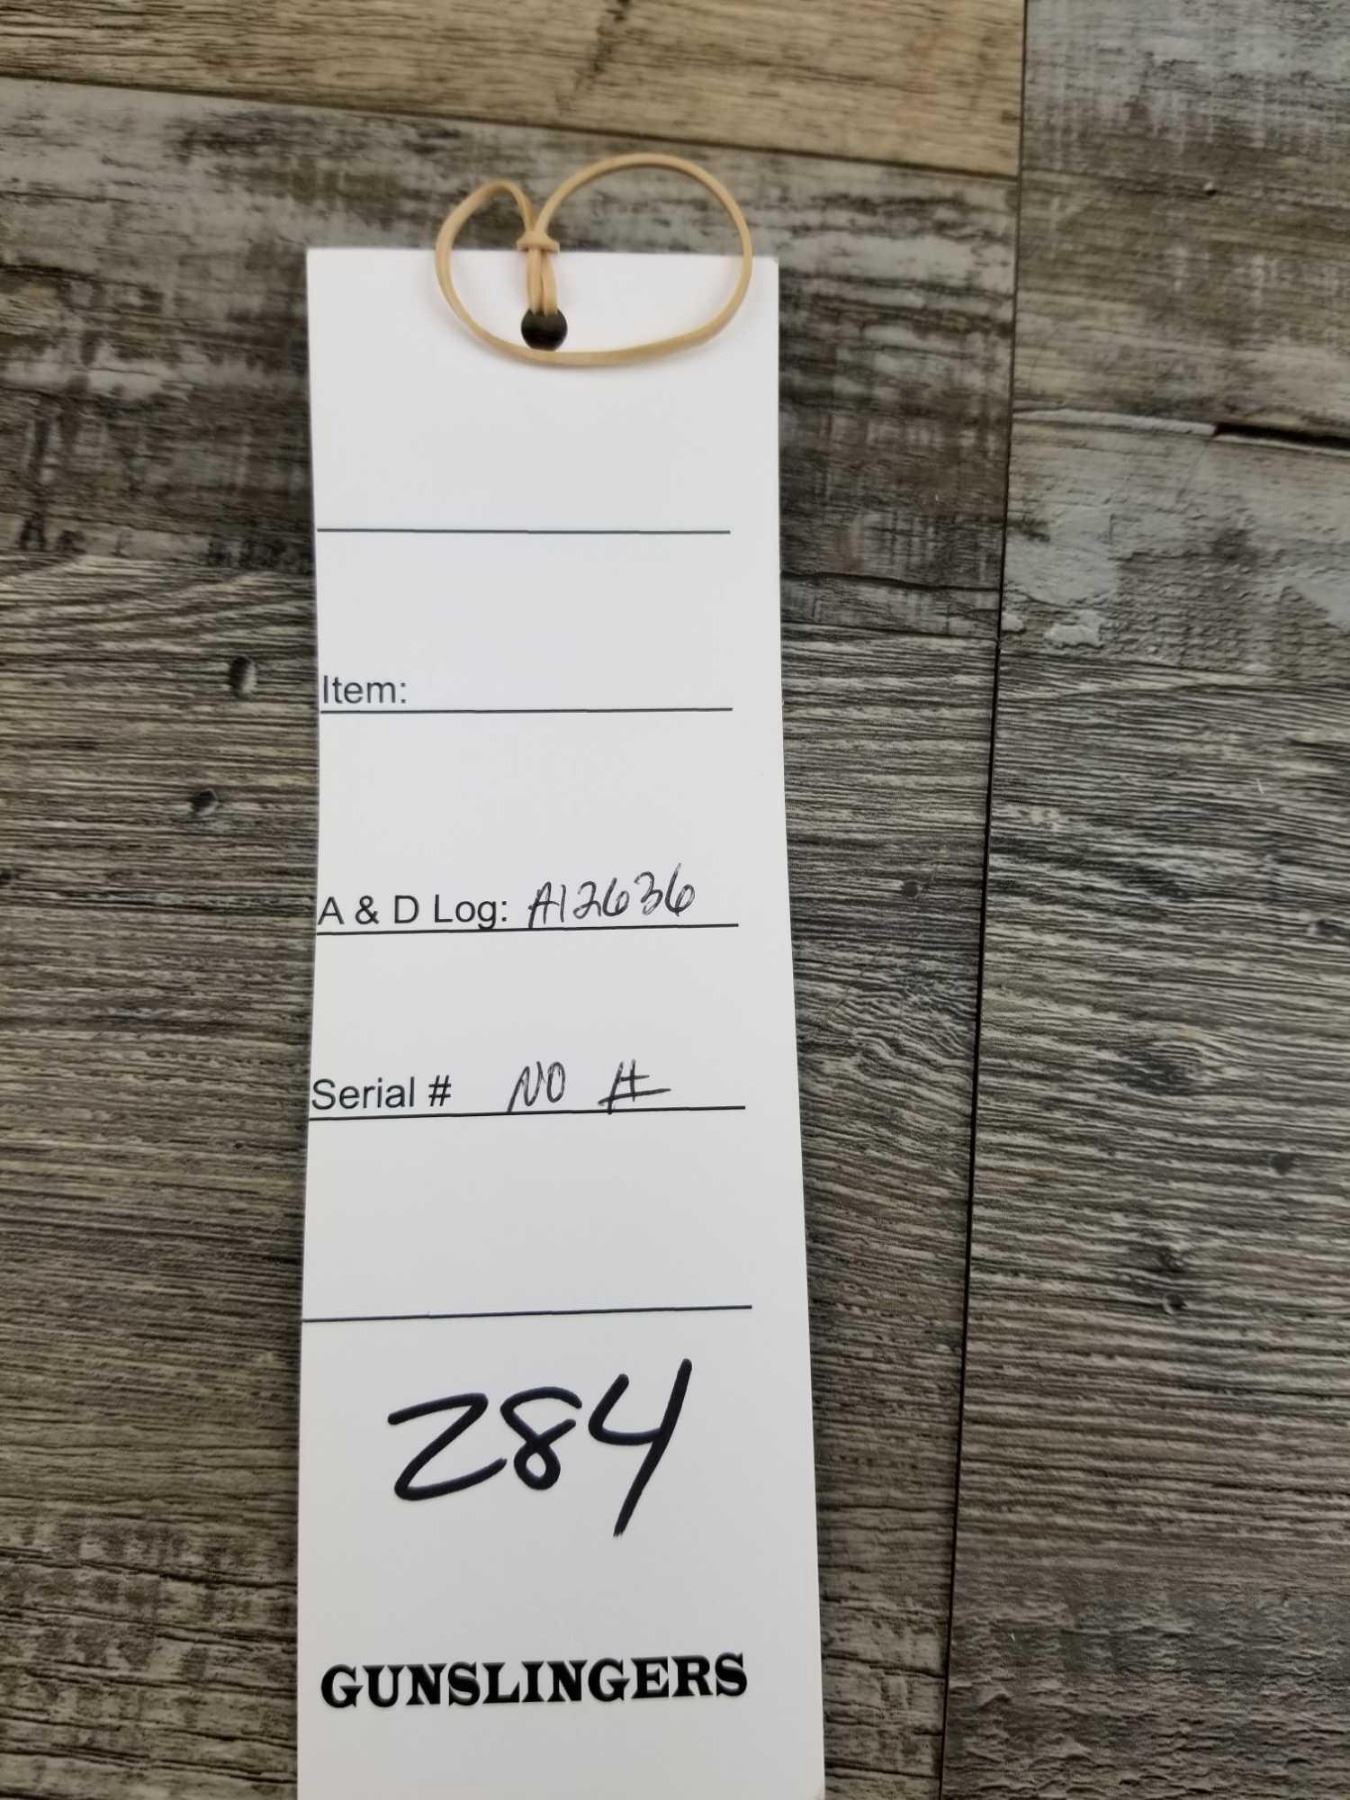 Item:
A & D Log: A12636
Serial # NO #
284
GUNSLINGERS